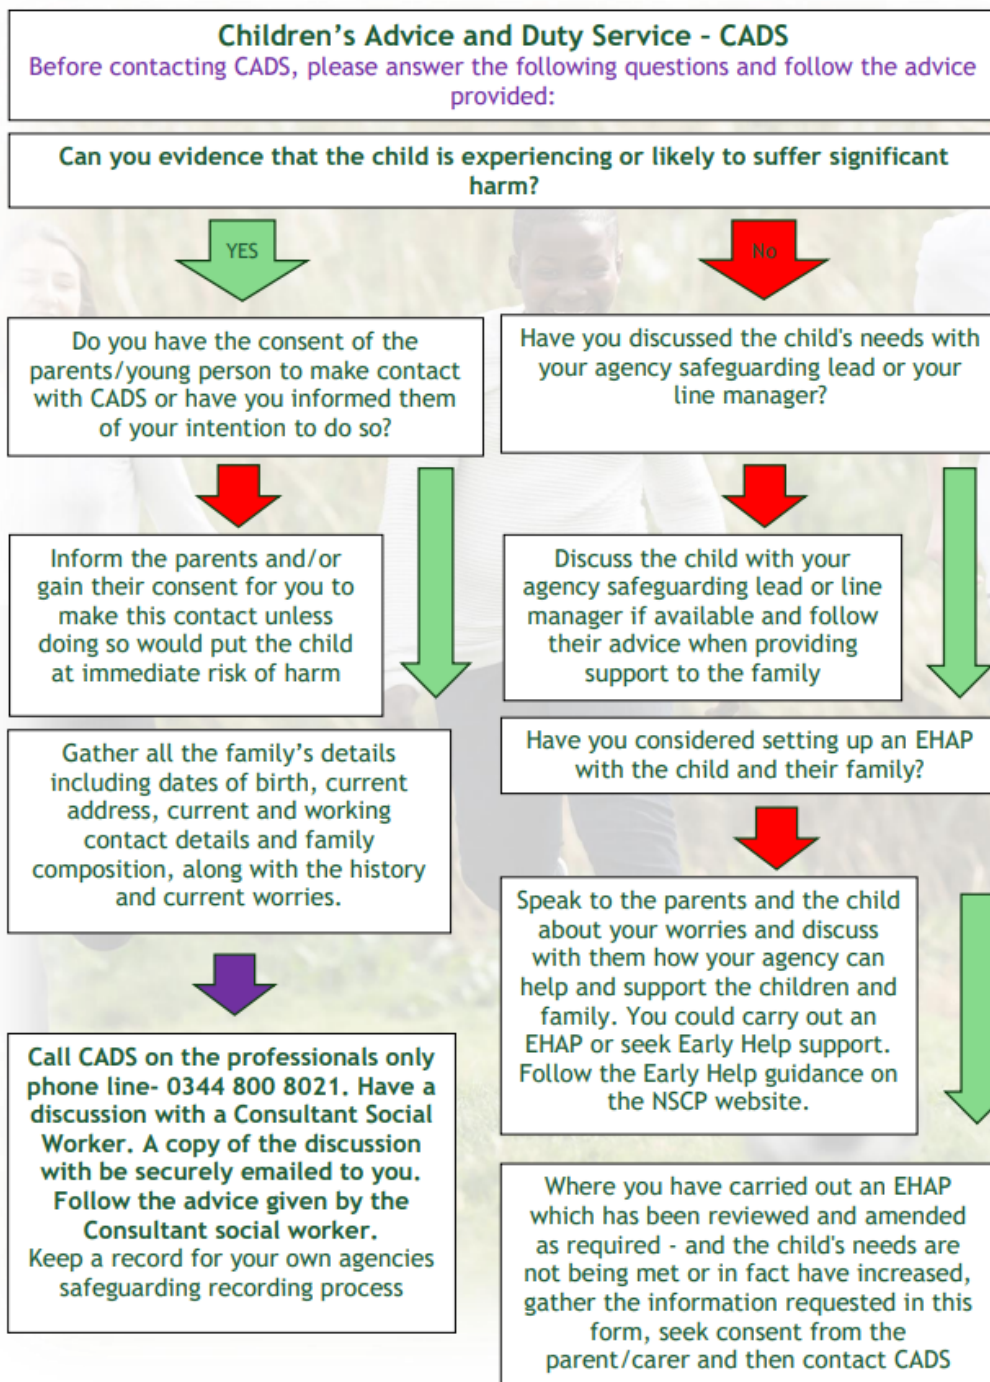 Children's Advice and Duty Service - CADS
Before contacting CADS, please answer the following questions and follow the advice
provided:
Can you evidence that the child is experiencing or likely to suffer significant
harm?
YES
No
Do you have the consent of the
parents/young person to make contact
with CADS or have you informed them
of your intention to do so?
Have you discussed the child's needs with
your agency safeguarding lead or your
line manager?
Inform the parents and/or
gain their consent for you to
make this contact unless
doing so would put the child
at immediate risk of harm
Discuss the child with your
agency safeguarding lead or line
manager if available and follow
their advice when providing
support to the family
Gather all the family's details
including dates of birth, current
address, current and working
contact details and family
composition, along with the history
and current worries.
Have you considered setting up an EHAP
with the child and their family?
Speak to the parents and the child
about your worries and discuss
with them how your agency can
help and support the children and
family. You could carry out an
EHAP or seek Early Help support.
Follow the Early Help guidance on
the NSCP website.
Call CADS on the professionals only
phone line- 0344 800 8021. Have a
discussion with a Consultant Social
Worker. A copy of the discussion
with be securely emailed to you.
Follow the advice given by the
Consultant social worker.
Keep a record for your own agencies
safeguarding recording process
Where you have carried out an EHAP
which has been reviewed and amended
as required - and the child's needs are
not being met or in fact have increased,
gather the information requested in this
form, seek consent from the
parent/carer and then contact CADS